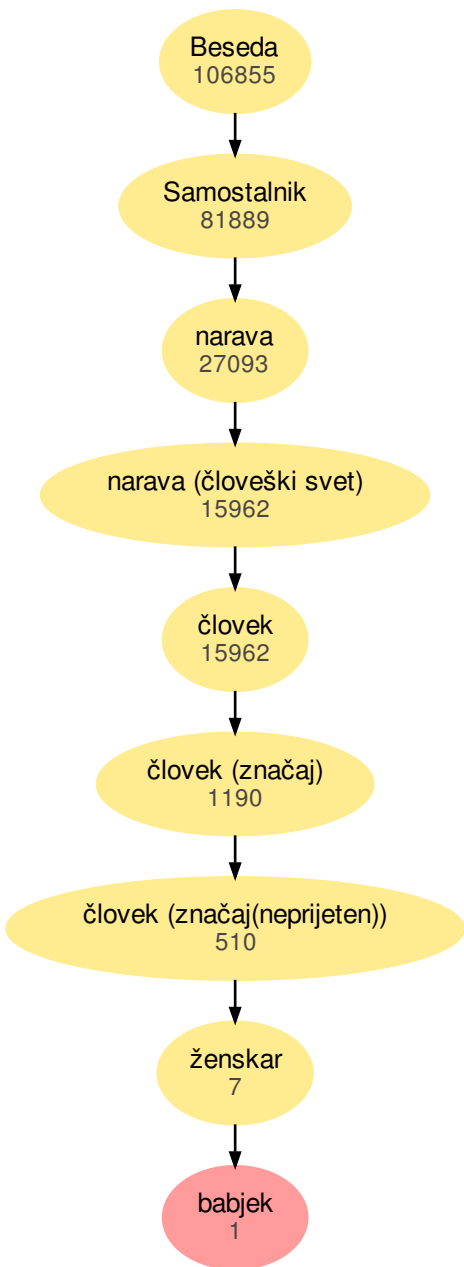 Beseda
106855
Samostalnik
81889
narava
27093
narava (človeški svet)
15962
človek
15962
človek (značaj)
1190
človek (značaj(neprijeten))
510
ženskar
7
babjek
1